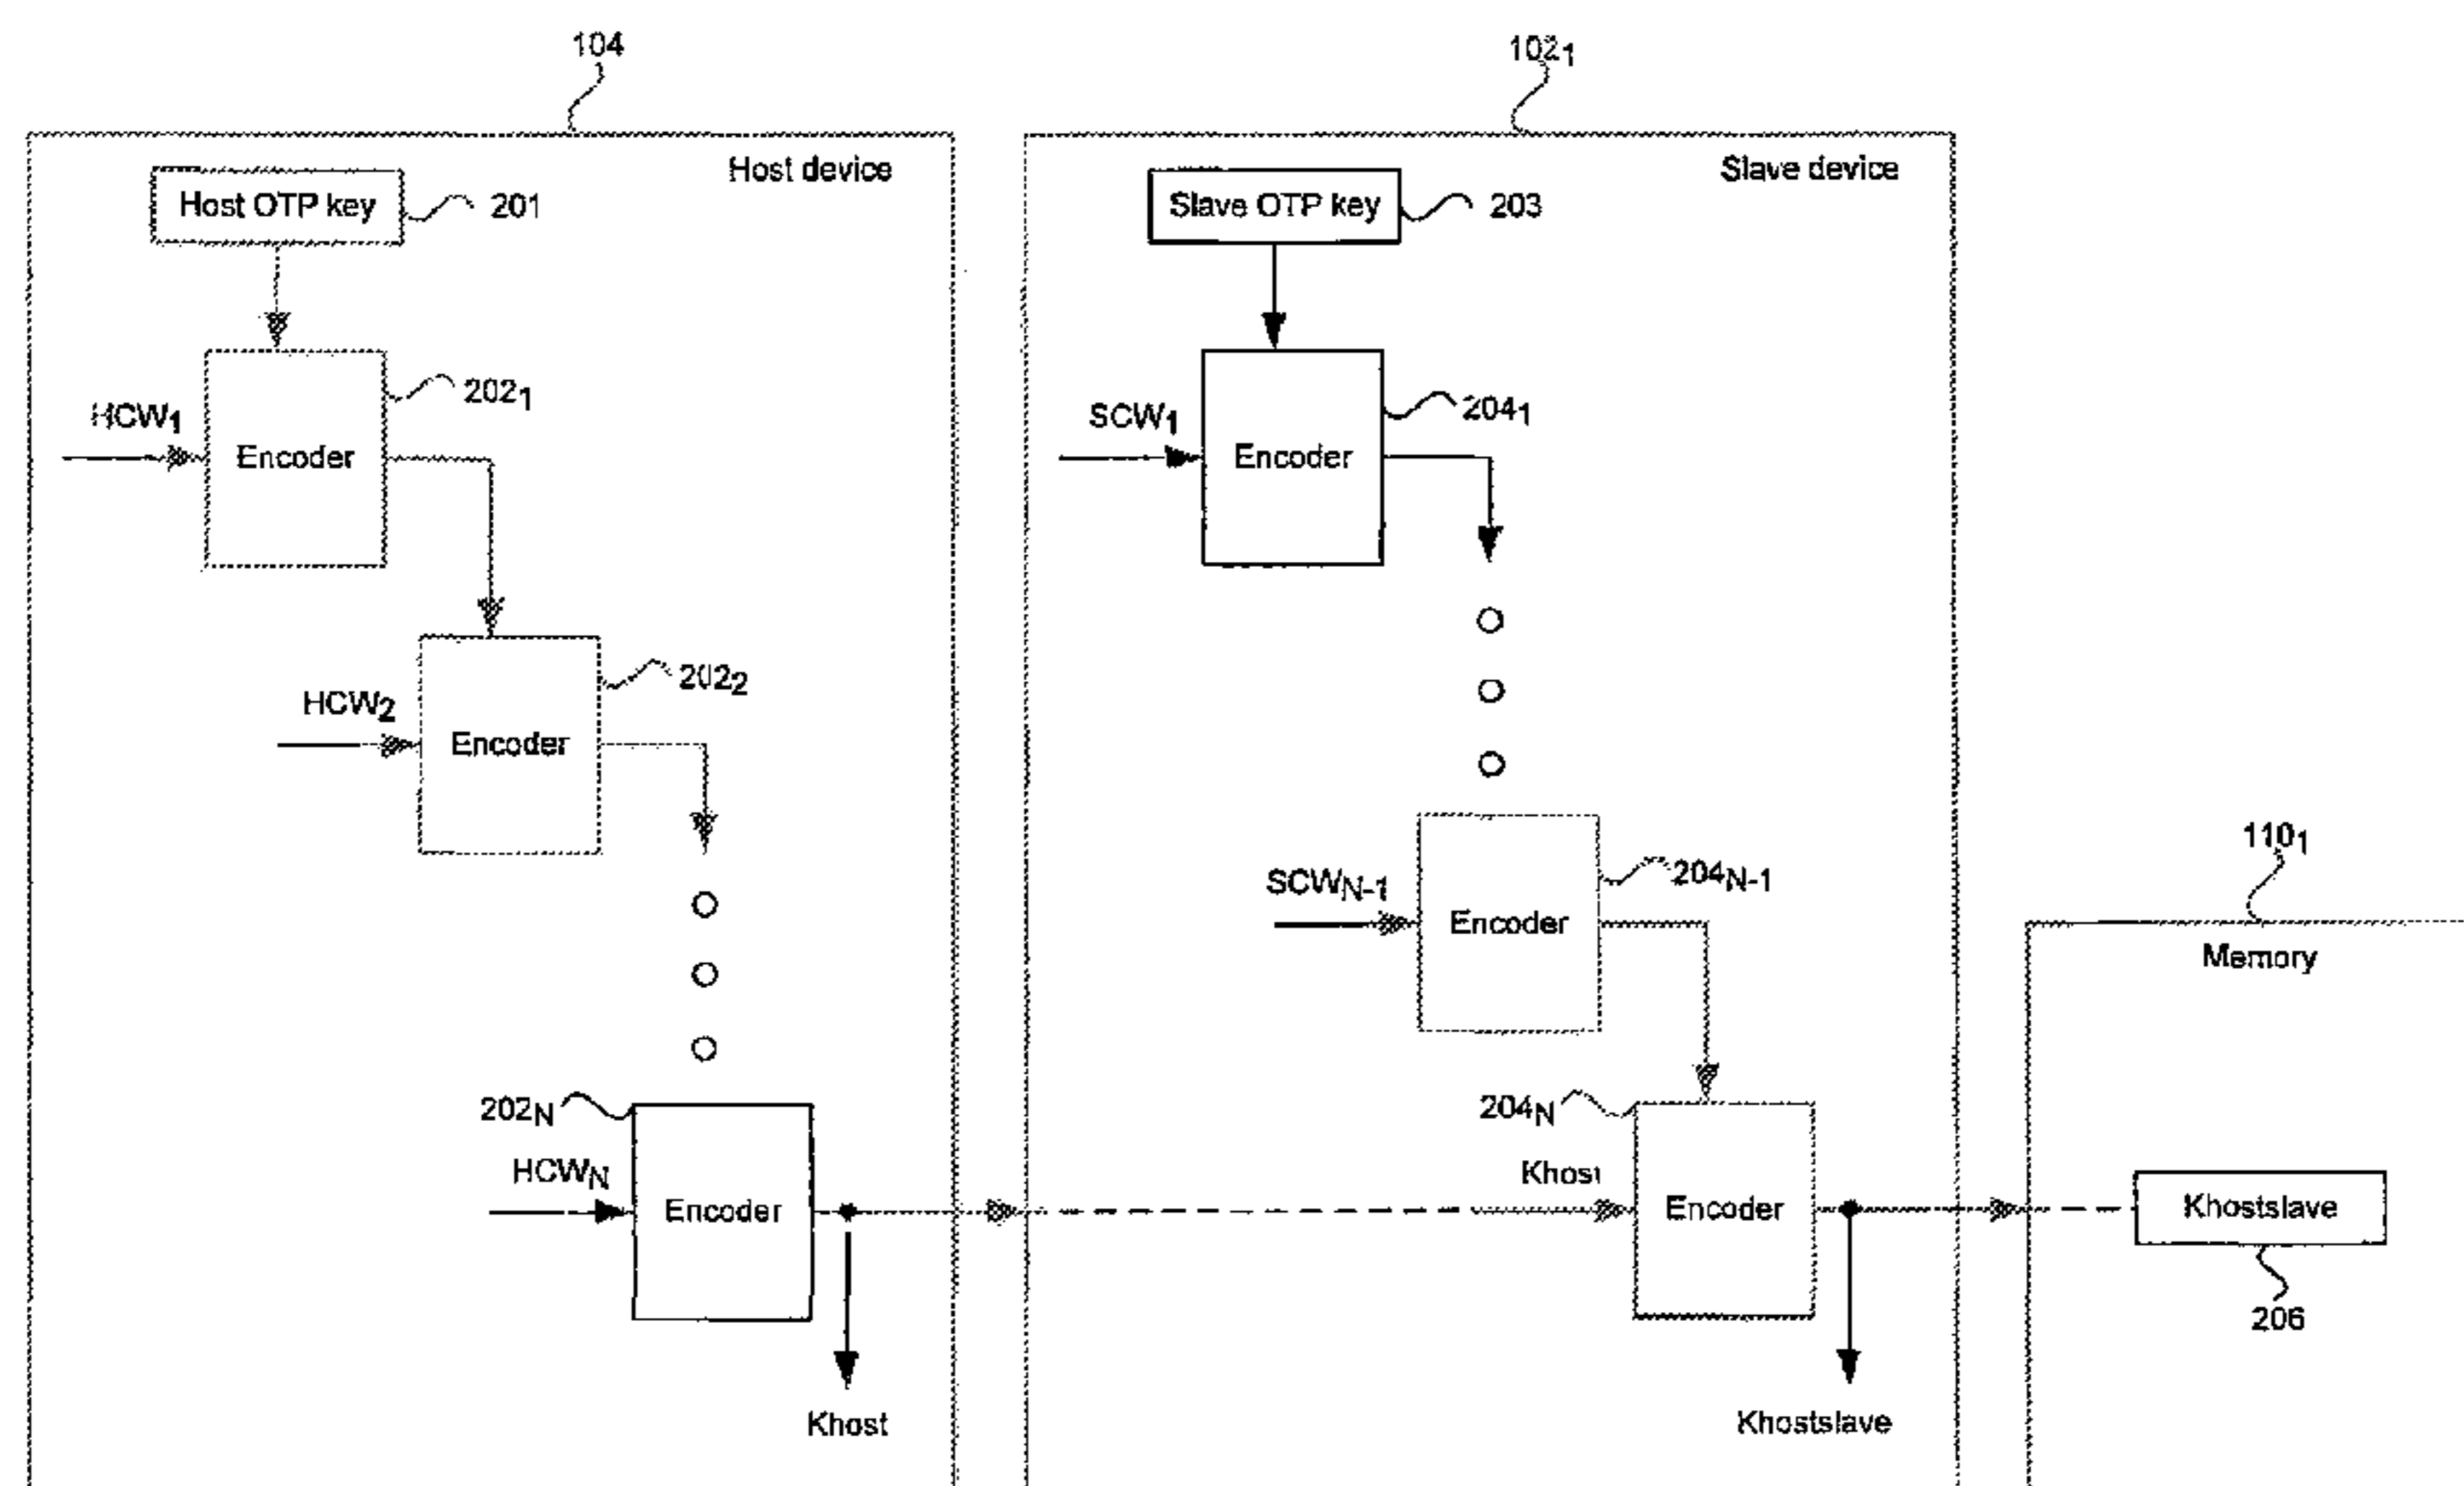 104
Host device
Host OTP key
201
HCW1
Encoder
2021
HCW2
Encoder
2022
202N
HCWN
Encoder
Khost
1021
Slave device
Slave OTP key
203
SCW1
Encoder
2041
SCWN-1
Encoder
204N-1
204N
Khost
Encoder
Khostslave
1101
Memory
Khostslave
206